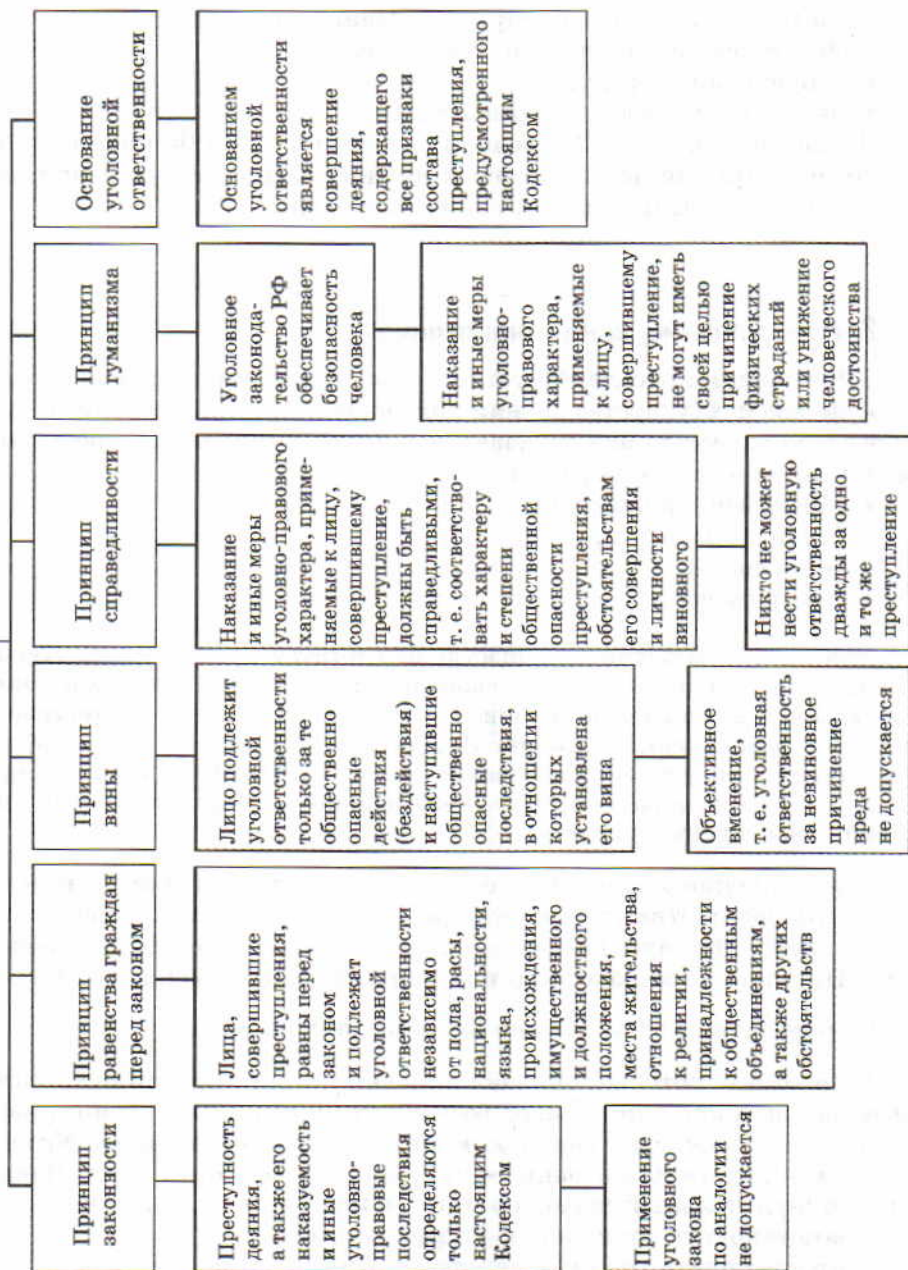 Принцип
законности
Преступность
деяния,
а также его
наказуемость
и иные
уголовно-
правовые
последствия
определяются
только
настоящим
Кодексом
Применение
уголовного
закона
по аналогии
не допускается
Принцип
равенства граждан
перед законом
Лица,
совершившие
преступления,
равны перед
законом
и подлежат
уголовной
ответственности
независимо
от пола, расы,
национальности,
языка,
происхождения,
имущественного
и должностного
положения,
места жительства,
отношения
к религии,
принадлежности
к общественным
объединениям,
а также других
обстоятельств
Принцип
вины
Лицо подлежит
уголовной
ответственности
только за те
общественно
опасные
действия
(бездействия)
и наступившие
общественно
опасные
последствия,
в отношении
которых
установлена
его вина
Объективное
вменение,
т. е. уголовная
ответственность
за невиновное
причинение
вреда
не допускается
Принцип
справедливости
Наказание
и иные меры
уголовно-правового
характера, приме-
няемые к лицу,
совершившему
преступление,
должны быть
справедливыми,
т. е. соответство-
вать характеру
и степени
общественной
опасности
преступления,
обстоятельствам
его совершения
и личности
виновного
Никто не может
нести уголовную
ответственность
дважды за одно
и то же
преступление
Принцип
гуманизма
Уголовное
законода-
тельство РФ
обеспечивает
безопасность
человека
Наказание
и иные меры
уголовно-
правового
характера,
применяемые
к лицу,
совершившему
преступление,
не могут иметь
своей целью
причинение
физических
страданий
или унижение
человеческого
достоинства
Основание
уголовной
ответственности
Основанием
уголовной
ответственности
является
совершение
деяния,
содержащего
все признаки
состава
преступления,
предусмотренного
настоящим
Кодексом